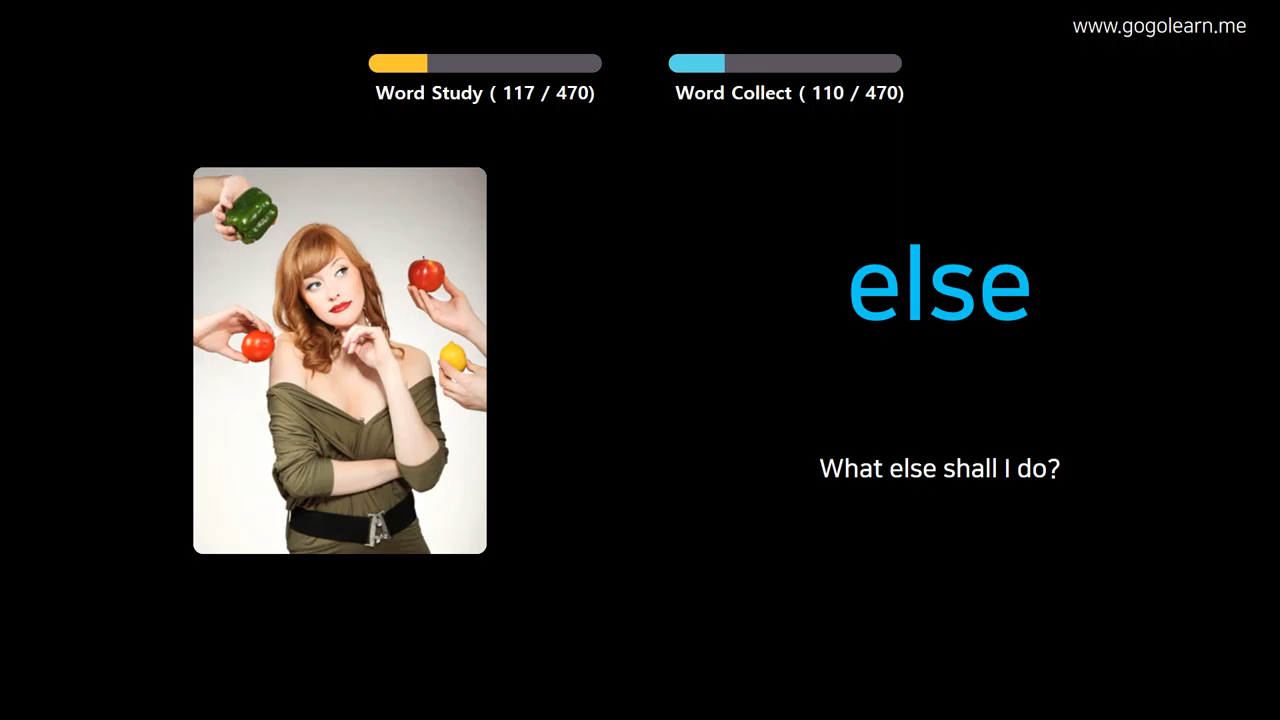 www.gogolearn.me
Word Study ( 117 / 470)
Word Collect ( 110 / 470)
else
What else shall I do?